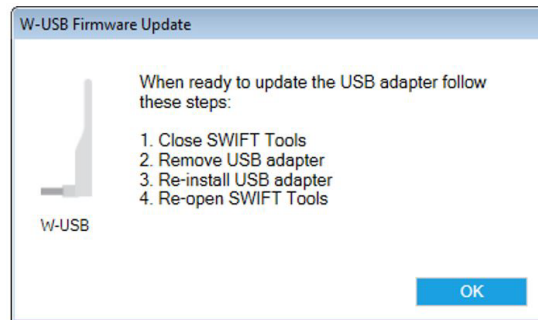 W-USB Firmware Update
When ready to update the USB adapter follow
these steps:
1. Close SWIFT Tools
2. Remove USB adapter
3. Re-install USB adapter
4. Re-open SWIFT Tools
W-USB
OK